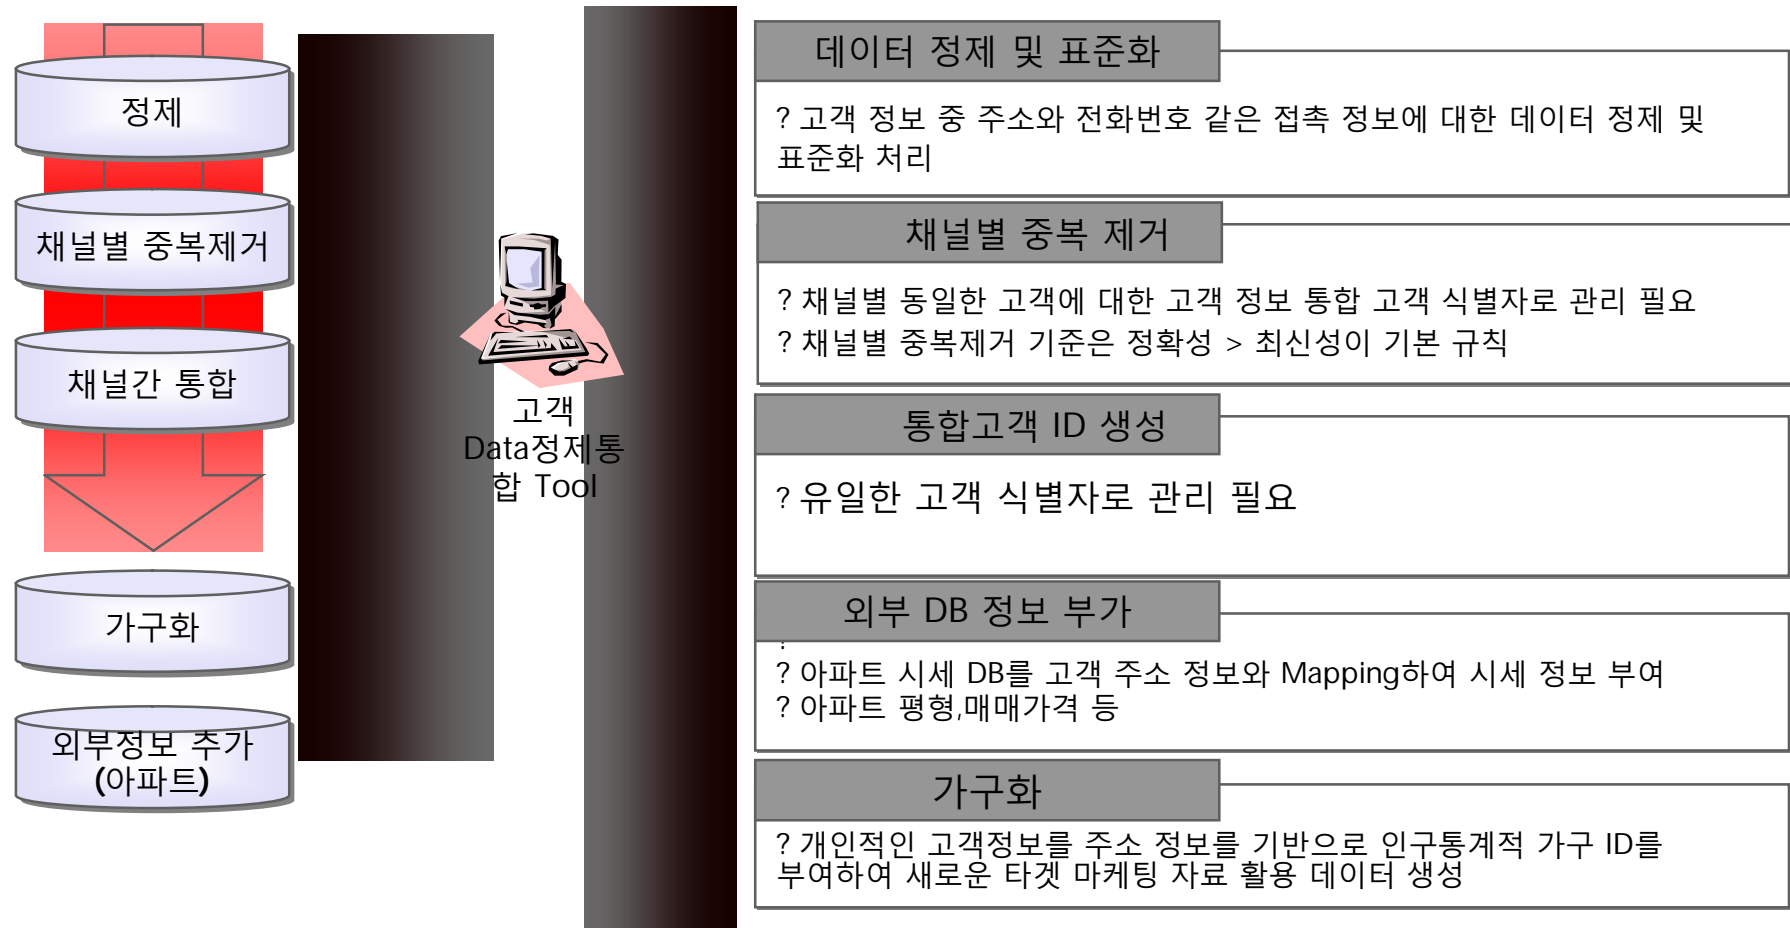 정제
채널별 중복제거
채널간 통합
가구화
외부정보 추가
(아파트)
고객
Data정제통
합 Tool
데이터 정제 및 표준화
? 고객 정보 중 주소와 전화번호 같은 접촉 정보에 대한 데이터 정제 및
표준화 처리
채널별 중복 제거
? 채널별 동일한 고객에 대한 고객 정보 통합 고객 식별자로 관리 필요
? 채널별 중복제거 기준은 정확성 > 최신성이 기본 규칙
통합고객 ID 생성
? 유일한 고객 식별자로 관리 필요
외부 DB 정보 부가
?
? 아파트 시세 DB를 고객 주소 정보와 Mapping하여 시세 정보 부여
? 아파트 평형,매매가격 등
가구화
? 개인적인 고객정보를 주소 정보를 기반으로 인구통계적 가구 ID를
부여하여 새로운 타겟 마케팅 자료 활용 데이터 생성